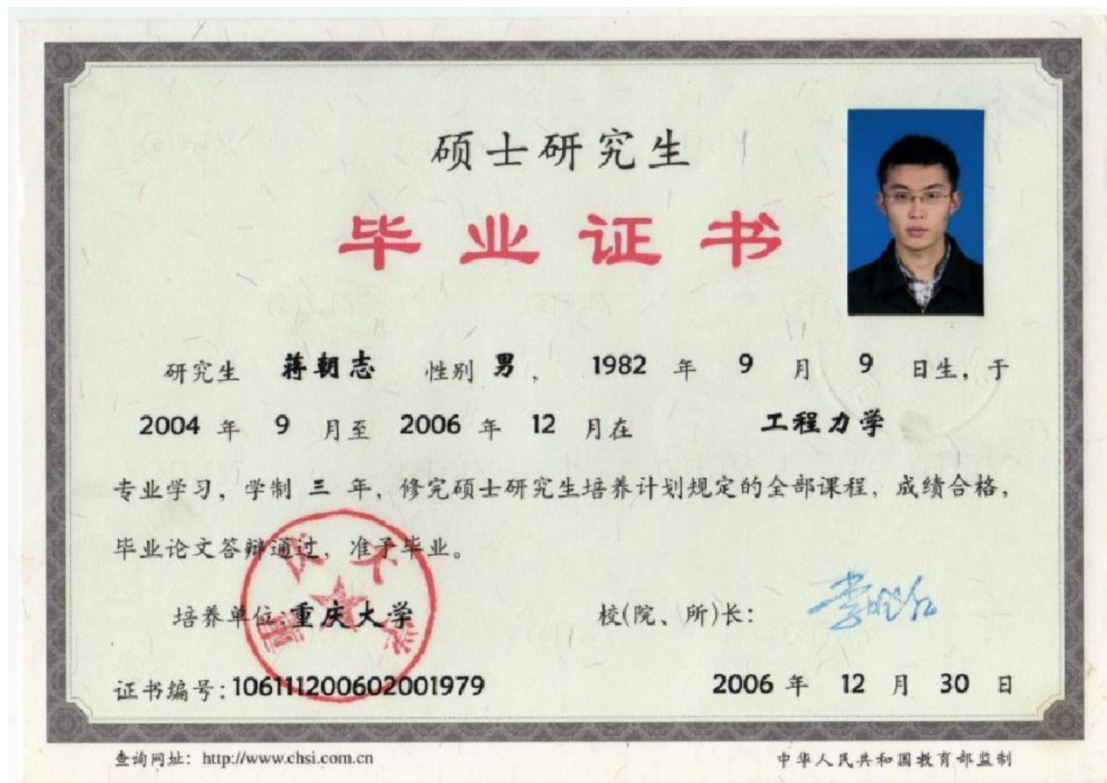 硕士研究生
毕业证书
研究生 蒋朝志 性别 男 , 1982 年 9 月 9 日生, 于
2004 年 9 月至 2006 年 12 月在 工程力学
专业学习, 学制 三 年, 修完硕士研究生培养计划规定的全部课程, 成绩合格,
毕业论文答辩通过, 准予毕业。
重庆大学
培养单位:重庆大学 校(院、所)长:
证书编号:106111200602001979 2006 年 12 月 30 日
查询网址: http://www.chsi.com.cn 中华人民共和国教育部监制